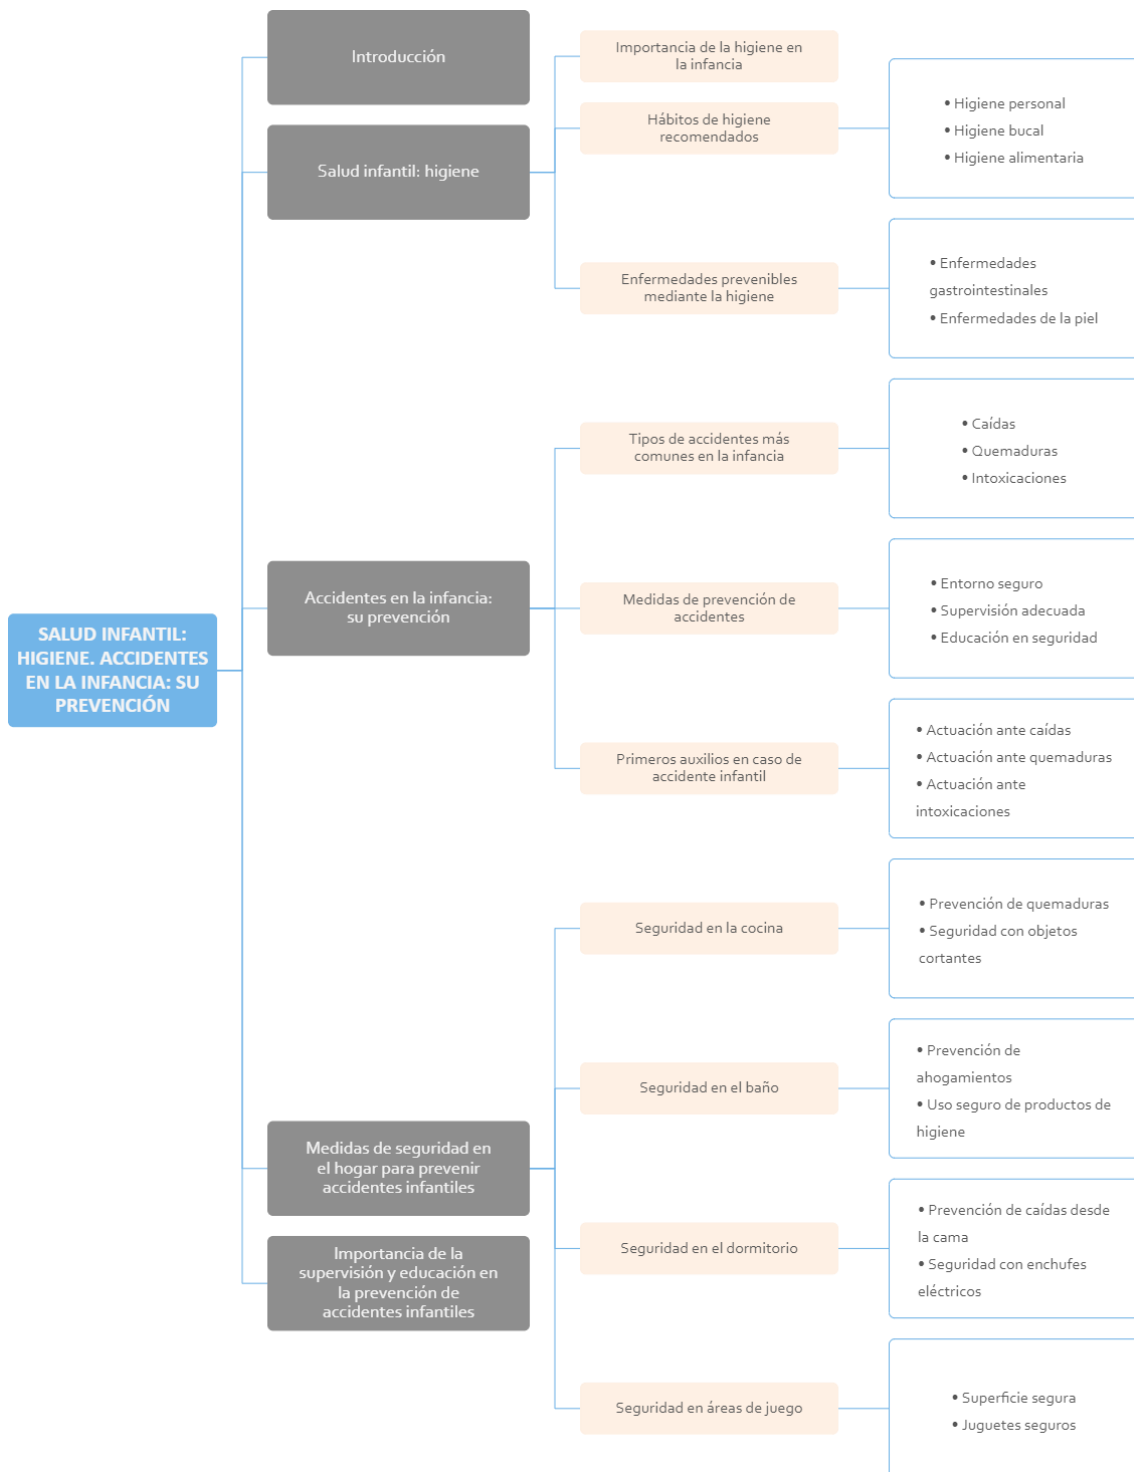 SALUD INFANTIL:
HIGIENE. ACCIDENTES
EN LA INFANCIA: SU
PREVENCIÓN
Introducción
Salud infantil: higiene
Importancia de la higiene en
la infancia
Hábitos de higiene
recomendados
• Higiene personal
• Higiene bucal
• Higiene alimentaria
Enfermedades prevenibles
mediante la higiene
• Enfermedades
gastrointestinales
• Enfermedades de la piel
Accidentes en la infancia:
su prevención
Tipos de accidentes más
comunes en la infancia
• Caídas
• Quemaduras
• Intoxicaciones
Medidas de prevención de
accidentes
• Entorno seguro
• Supervisión adecuada
• Educación en seguridad
Primeros auxilios en caso de
accidente infantil
• Actuación ante caídas
• Actuación ante quemaduras
• Actuación ante
intoxicaciones
Medidas de seguridad en
el hogar para prevenir
accidentes infantiles
Seguridad en la cocina
• Prevención de quemaduras
• Seguridad con objetos
cortantes
Seguridad en el baño
• Prevención de
ahogamientos
• Uso seguro de productos de
higiene
Seguridad en el dormitorio
• Prevención de caídas desde
la cama
• Seguridad con enchufes
eléctricos
Seguridad en áreas de juego
• Superficie segura
• Juguetes seguros
Importancia de la
supervisión y educación en
la prevención de
accidentes infantiles